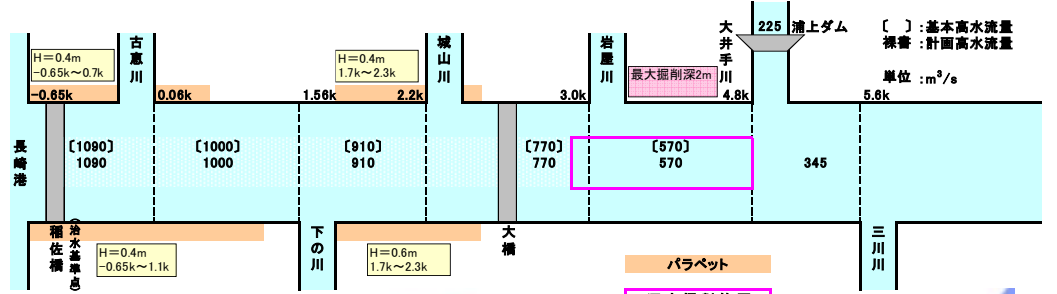 古恵川
城山川
岩屋川
大井手川
225
浦上ダム
〔 〕:基本高水流量
裸書:計画高水流量
単位:m³/s
H=0.4m
-0.65k~0.7k
H=0.4m
1.7k~2.3k
最大掘削深2m
-0.65k
0.06k
1.56k
2.2k
3.0k
4.8k
5.6k
長崎港
〔1090〕
1090
〔1000〕
1000
〔910〕
910
〔770〕
770
〔570〕
570
345
稲佐橋
(治水基準点)
H=0.4m
-0.65k~1.1k
下の川
H=0.6m
1.7k~2.3k
大橋
三川川
パラペット